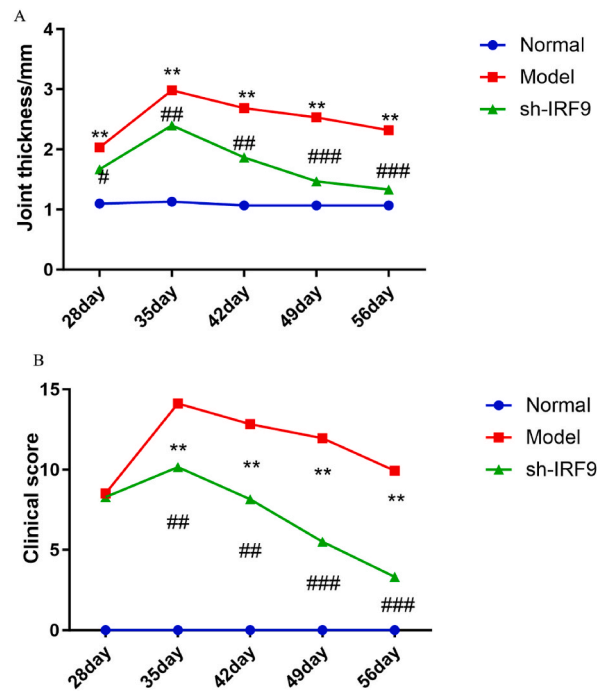 A
Joint thickness/mm
4
3
2
1
0
** ** ** ** **
# ## ## ### ###
28day 35day 42day 49day 56day
Normal
Model
sh-IRF9
B
Clinical score
15
10
5
0
** ** ** **
## ## ### ###
28day 35day 42day 49day 56day
Normal
Model
sh-IRF9